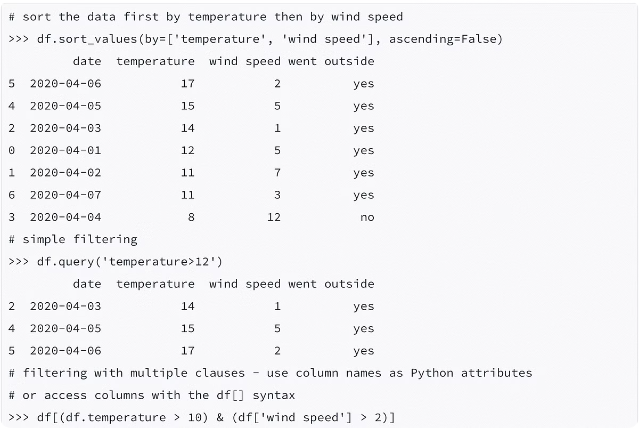 # sort the data first by temperature then by wind speed
>>> df.sort_values(by=['temperature', 'wind speed'], ascending=False)
date temperature wind speed went outside
5 2020-04-06 17 2 yes
4 2020-04-05 15 5 yes
2 2020-04-03 14 1 yes
0 2020-04-01 12 5 yes
1 2020-04-02 11 7 yes
6 2020-04-07 11 3 yes
3 2020-04-04 8 12 no
# simple filtering
>>> df.query('temperature>12')
date temperature wind speed went outside
2 2020-04-03 14 1 yes
4 2020-04-05 15 5 yes
5 2020-04-06 17 2 yes
# filtering with multiple clauses – use column names as Python attributes
# or access columns with the df[] syntax
>>> df[(df.temperature > 10) & (df['wind speed'] > 2)]